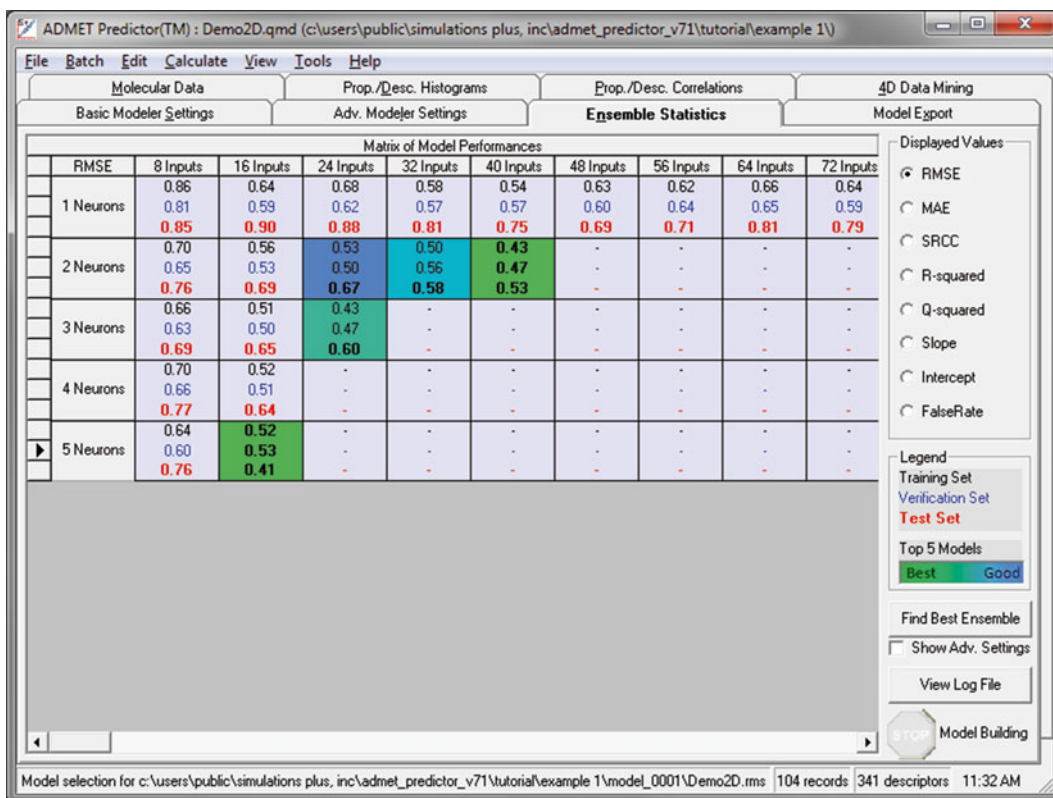 ADMET Predictor(TM) : Demo2D.qmd (c:\users\public\simulations plus, inc\admet_predictor_v71\tutorial\example 1\)
File Batch Edit Calculate View Tools Help
Molecular Data Prop./Desc. Histograms Prop./Desc. Correlations 4D Data Mining
Basic Modeler Settings Adv. Modeler Settings Ensemble Statistics Model Export
Matrix of Model Performances
RMSE 8 Inputs 16 Inputs 24 Inputs 32 Inputs 40 Inputs 48 Inputs 56 Inputs 64 Inputs 72 Inputs
0.86 0.64 0.68 0.58 0.54 0.63 0.62 0.66 0.64
1 Neurons 0.81 0.59 0.62 0.57 0.57 0.60 0.64 0.65 0.59
0.85 0.90 0.88 0.81 0.75 0.69 0.71 0.81 0.79
0.70 0.56 0.53 0.50 0.43 - - - -
2 Neurons 0.65 0.53 0.50 0.56 0.47 - - - -
0.76 0.69 0.67 0.58 0.53 - - - -
0.66 0.51 0.43 - - - - - -
3 Neurons 0.63 0.50 0.47 - - - - - -
0.69 0.65 0.60 - - - - - -
0.70 0.52 - - - - - - -
4 Neurons 0.66 0.51 - - - - - - -
0.77 0.64 - - - - - - -
0.64 0.52 - - - - - - -
5 Neurons 0.60 0.53 - - - - - - -
0.76 0.41 - - - - - - -
Displayed Values
RMSE
MAE
SRCC
R-squared
Q-squared
Slope
Intercept
FalseRate
Legend
Training Set
Verification Set
Test Set
Top 5 Models
Best Good
Find Best Ensemble
Show Adv. Settings
View Log File
STOP Model Building
Model selection for c:\users\public\simulations plus, inc\admet_predictor_v71\tutorial\example 1\model_0001\Demo2D.rms 104 records 341 descriptors 11:32 AM